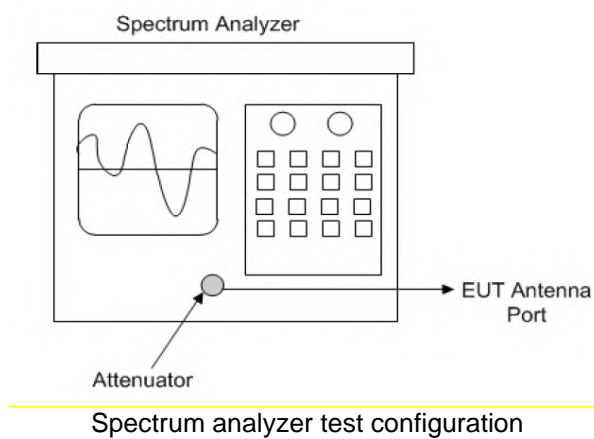 Spectrum Analyzer
EUT Antenna
Port
Attenuator
Spectrum analyzer test configuration